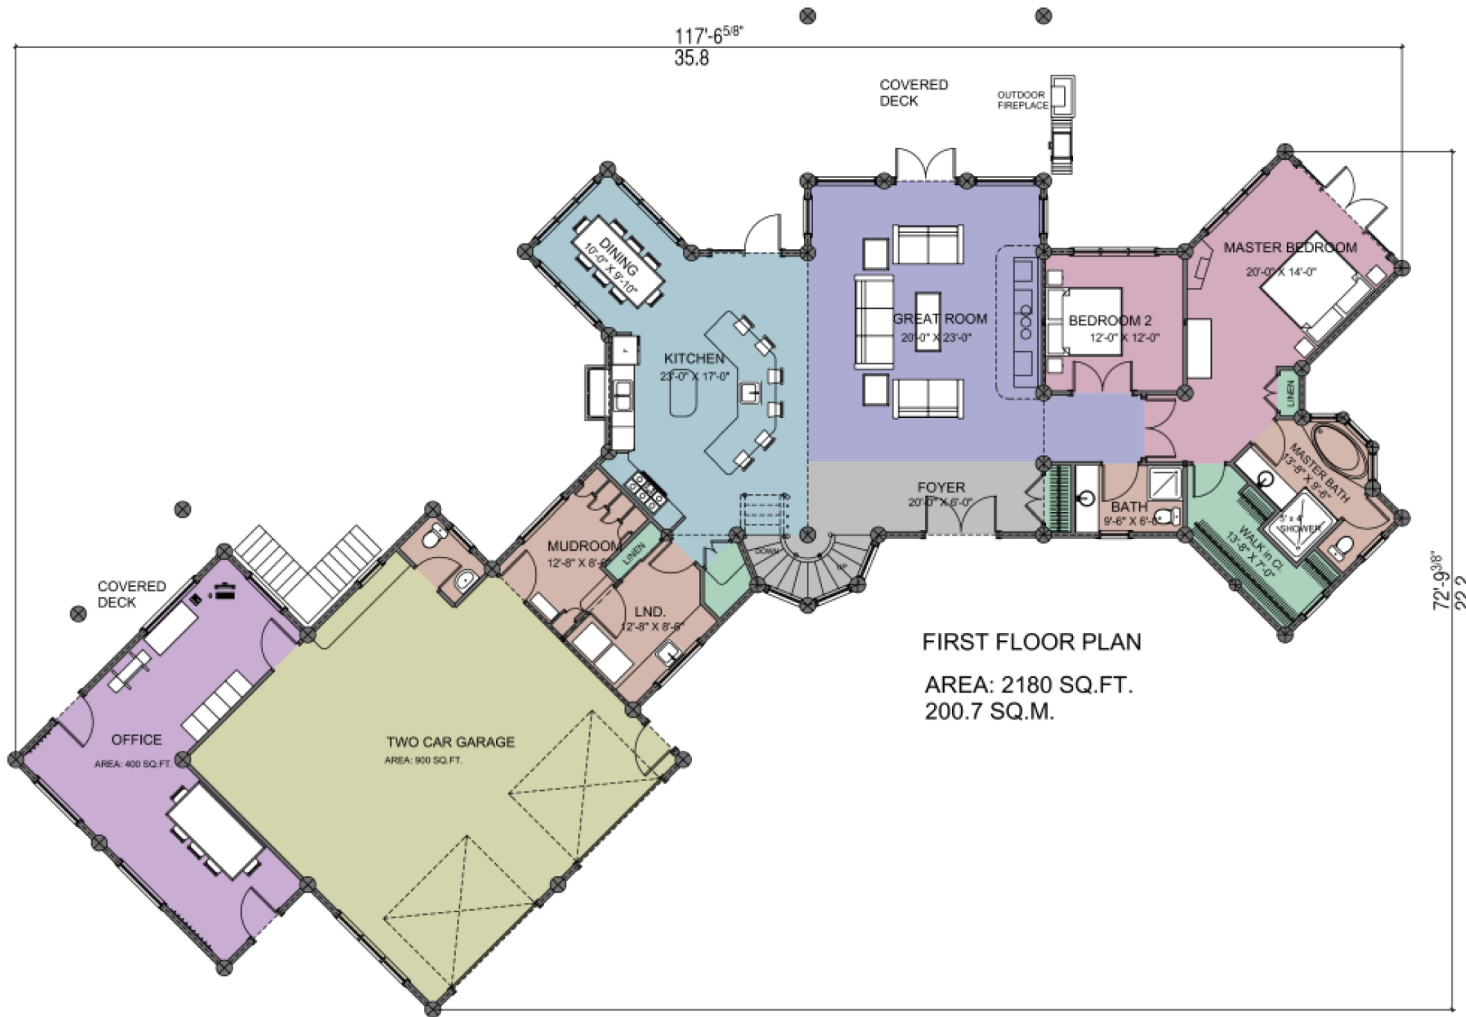 117'-6 5/8"
35.8
COVERED
DECK
OUTDOOR
FIREPLACE
MASTER BEDROOM
20'-0" X 14'-0"
DINING
10'-0" X 9'-10"
GREAT ROOM
20'-0" X 23'-0"
BEDROOM 2
12'-0" X 12'-0"
KITCHEN
23'-0" X 17'-0"
LINEN
MASTER BATH
13'-8" X 9'-6"
FOYER
20'-0" X 6'-0"
BATH
9'-6" X 6'-0"
5' x 4'
SHOWER
WALK in Cl.
13'-8" X 7'-0"
MUDROOM
12'-8" X 8'-6"
LINEN
DOWN
UP
COVERED
DECK
LND.
12'-8" X 8'-6"
72'-9 3/8"
22.2
FIRST FLOOR PLAN
AREA: 2180 SQ.FT.
200.7 SQ.M.
OFFICE
AREA: 400 SQ.FT.
TWO CAR GARAGE
AREA: 900 SQ.FT.